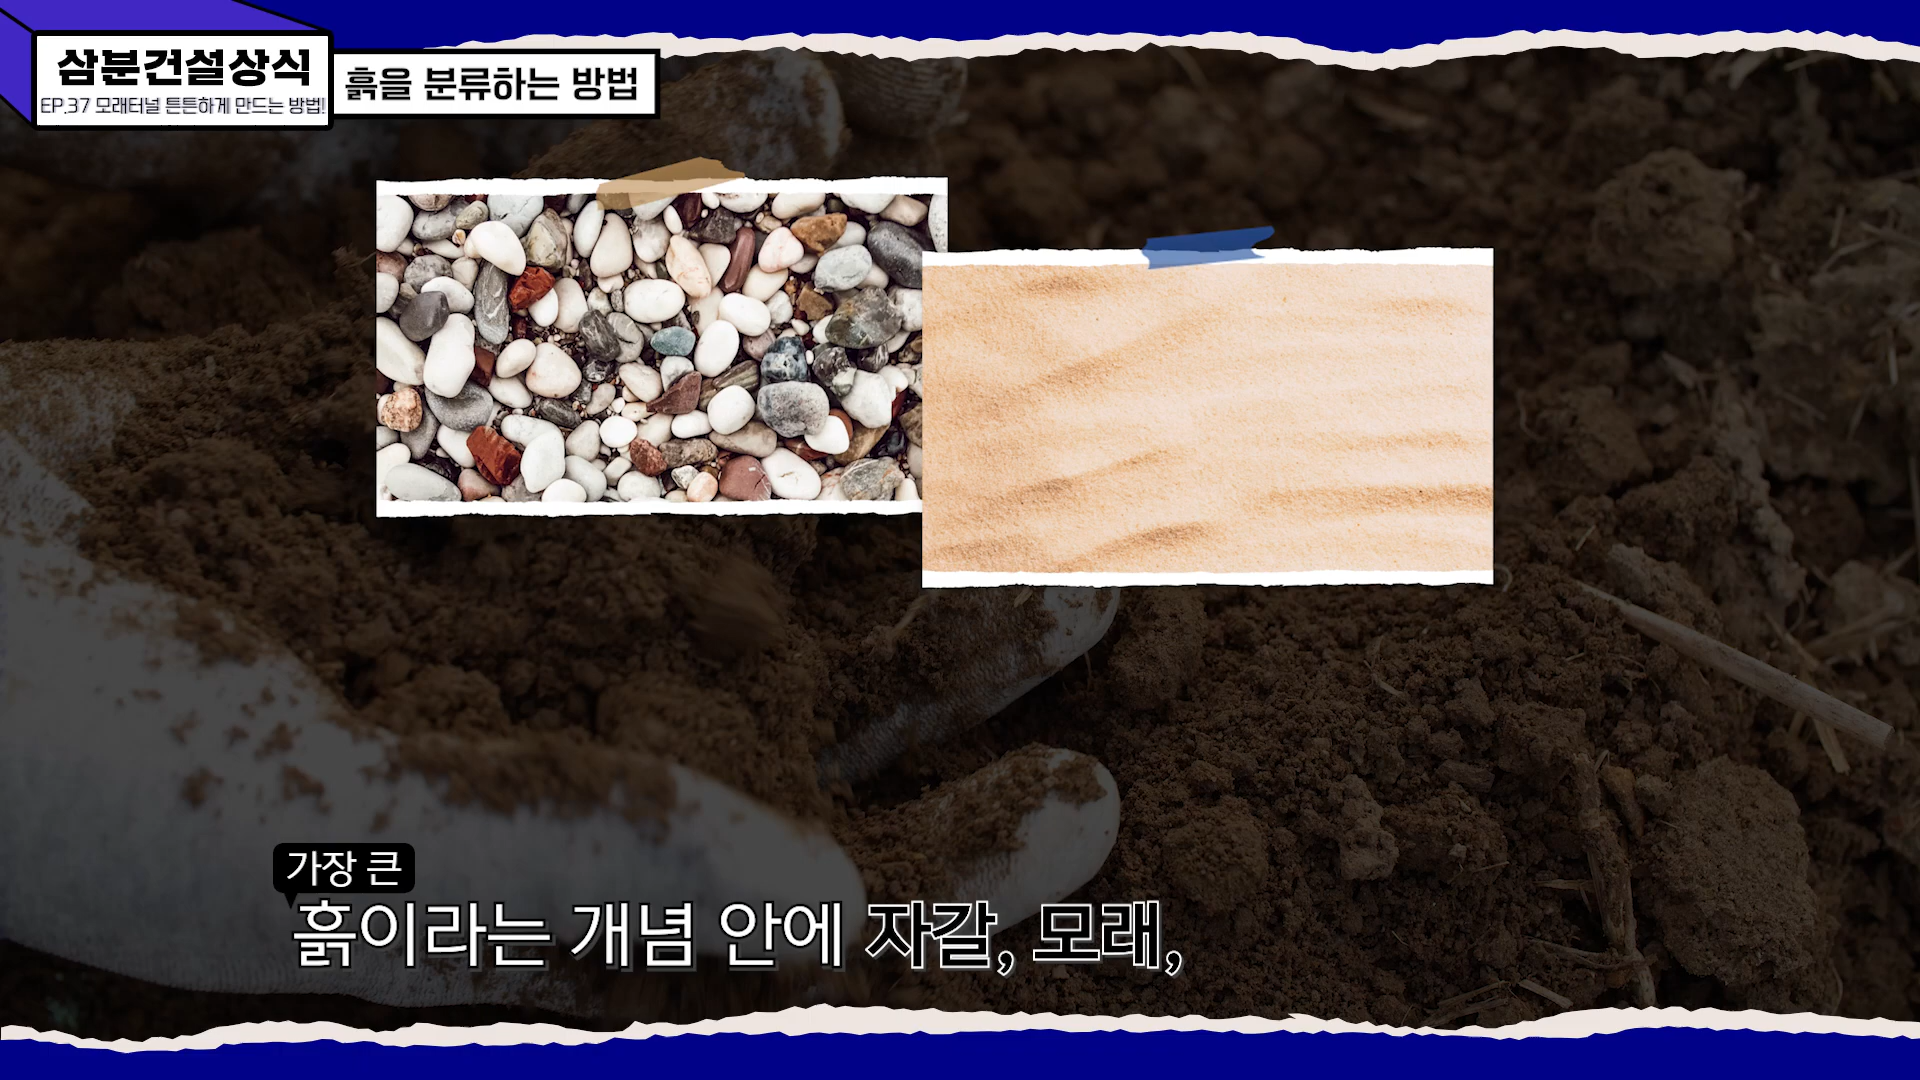 삼분건설상식
EP.37 모래터널 튼튼하게 만드는 방법!
흙을 분류하는 방법
가장 큰
흙이라는 개념 안에 자갈, 모래,